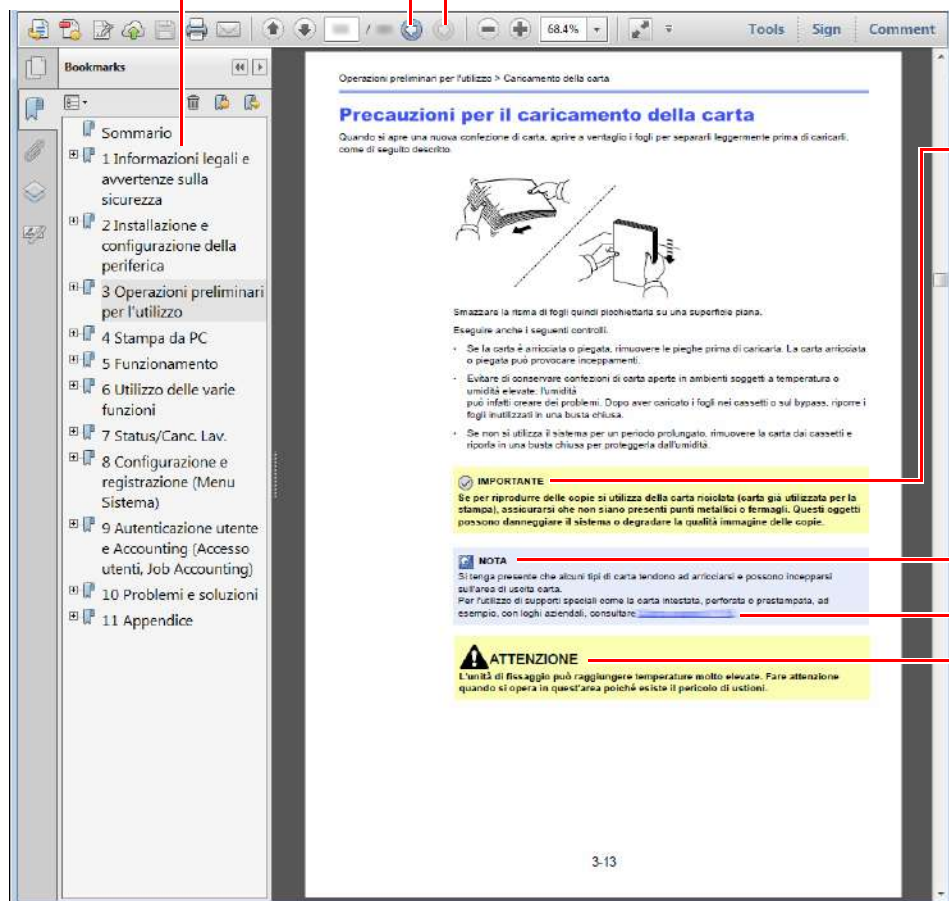 68.4%
Tools Sign Comment
Bookmarks
Sommario
1 Informazioni legali e
avvertenze sulla
sicurezza
2 Installazione e
configurazione della
periferica
3 Operazioni preliminari
per l'utilizzo
4 Stampa da PC
5 Funzionamento
6 Utilizzo delle varie
funzioni
7 Status/Canc. Lav.
8 Configurazione e
registrazione (Menu
Sistema)
9 Autenticazione utente
e Accounting (Accesso
utenti, Job Accounting)
10 Problemi e soluzioni
11 Appendice
Operazioni preliminari per l'utilizzo > Caricamento della carta
Precauzioni per il caricamento della carta
Quando si apre una nuova confezione di carta, aprire a ventaglio i fogli per separarli leggermente prima di caricarli,
come di seguito descritto.
Smazzare la risma di fogli quindi picchiettarla su una superficie piana.
Eseguire anche i seguenti controlli.
• Se la carta è arricciata o piegata, rimuovere le pieghe prima di caricarla. La carta arricciata
o piegata può provocare inceppamenti.
• Evitare di conservare confezioni di carta aperte in ambienti soggetti a temperatura o
umidità elevate. l'umidità
può infatti creare dei problemi. Dopo aver caricato i fogli nei cassetti o sul bypass, riporre i
fogli inutilizzati in una busta chiusa.
• Se non si utilizza il sistema per un periodo prolungato, rimuovere la carta dai cassetti e
riporla in una busta chiusa per proteggerla dall'umidità.
IMPORTANTE
Se per riprodurre delle copie si utilizza della carta riciclata (carta già utilizzata per la
stampa), assicurarsi che non siano presenti punti metallici o fermagli. Questi oggetti
possono danneggiare il sistema o degradare la qualità immagine delle copie.
NOTA
Si tenga presente che alcuni tipi di carta tendono ad arricciarsi e possono incepparsi
sull'area di uscita carta.
Per l'utilizzo di supporti speciali come la carta intestata, perforata o prestampata, ad
esempio, con loghi aziendali, consultare
ATTENZIONE
L'unità di fissaggio può raggiungere temperature molto elevate. Fare attenzione
quando si opera in quest'area poiché esiste il pericolo di ustioni.
3-13